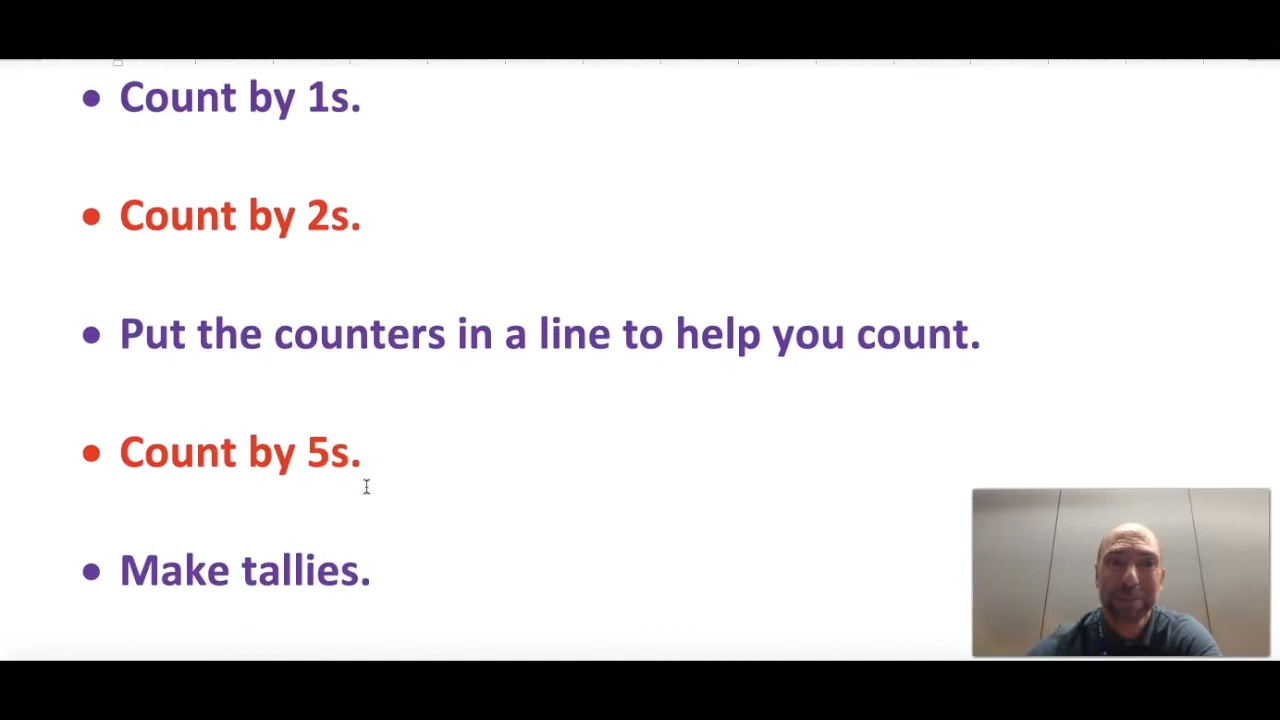 • Count by 1s.
• Count by 2s.
• Put the counters in a line to help you count.
• Count by 5s.
• Make tallies.